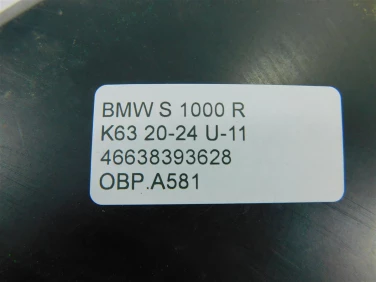 BMW S 1000 R
K63 20-24 U-11
46638393628
OBP.A581